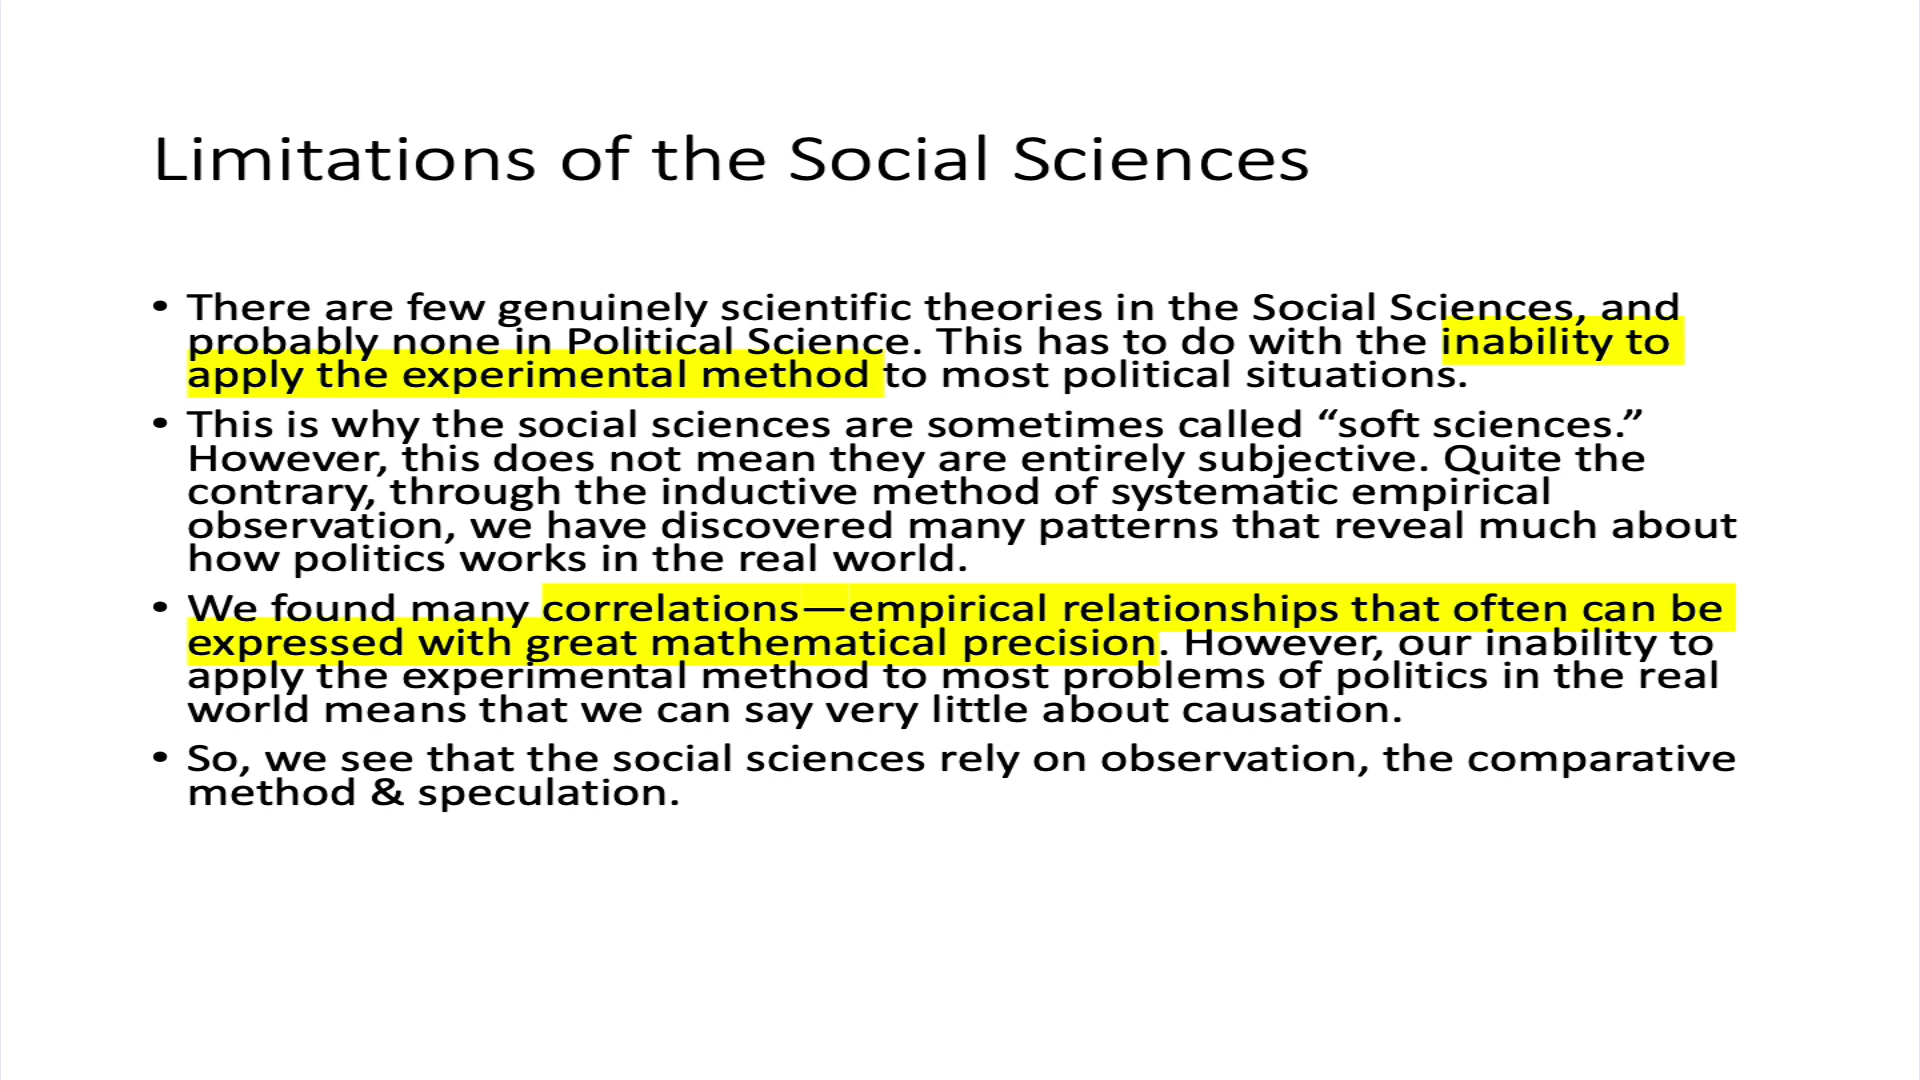 Limitations of the Social Sciences
• There are few genuinely scientific theories in the Social Sciences, and
probably none in Political Science. This has to do with the inability to
apply the experimental method to most political situations.
• This is why the social sciences are sometimes called “soft sciences.”
However, this does not mean they are entirely subjective. Quite the
contrary, through the inductive method of systematic empirical
observation, we have discovered many patterns that reveal much about
how politics works in the real world.
• We found many correlations—empirical relationships that often can be
expressed with great mathematical precision. However, our inability to
apply the experimental method to most problems of politics in the real
world means that we can say very little about causation.
• So, we see that the social sciences rely on observation, the comparative
method & speculation.